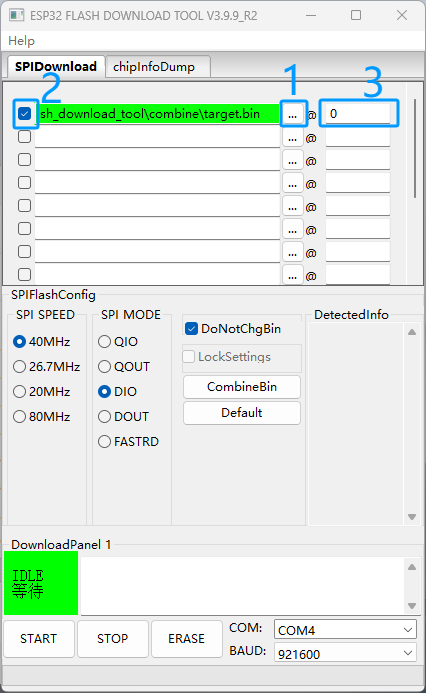 ESP32 FLASH DOWNLOAD TOOL V3.9.9_R2
Help
SPIDownload chipInfoDump
2 1 3
sh_download_tool\combine\target.bin ... @ 0
... @
... @
... @
... @
... @
... @
... @
SPIFlashConfig
SPI SPEED
40MHz
26.7MHz
20MHz
80MHz
SPI MODE
QIO
QOUT
DIO
DOUT
FASTRD
DoNotChgBin
LockSettings
CombineBin
Default
DetectedInfo
DownloadPanel 1
IDLE
等待
START STOP ERASE
COM: COM4
BAUD: 921600